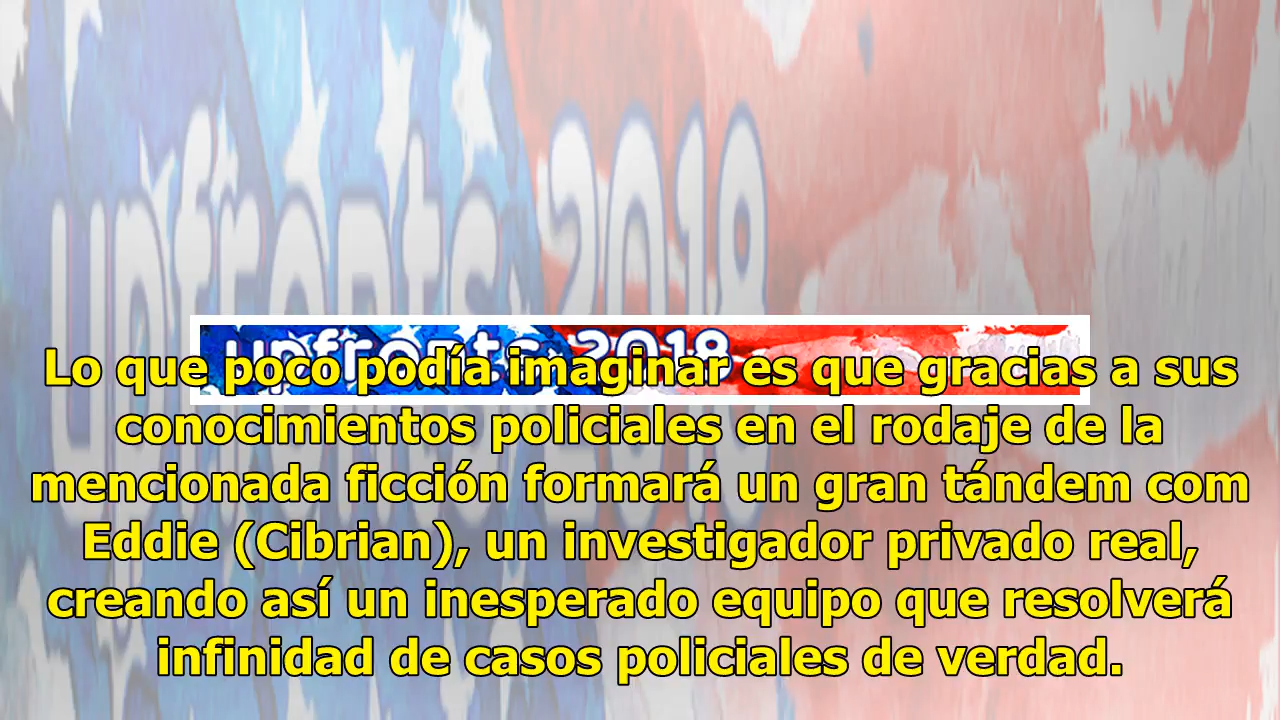 upfronts 2018
upfronts 2018
Lo que poco podía imaginar es que gracias a sus
conocimientos policiales en el rodaje de la
mencionada ficción formará un gran tándem com
Eddie (Cibrian), un investigador privado real,
creando así un inesperado equipo que resolverá
infinidad de casos policiales de verdad.